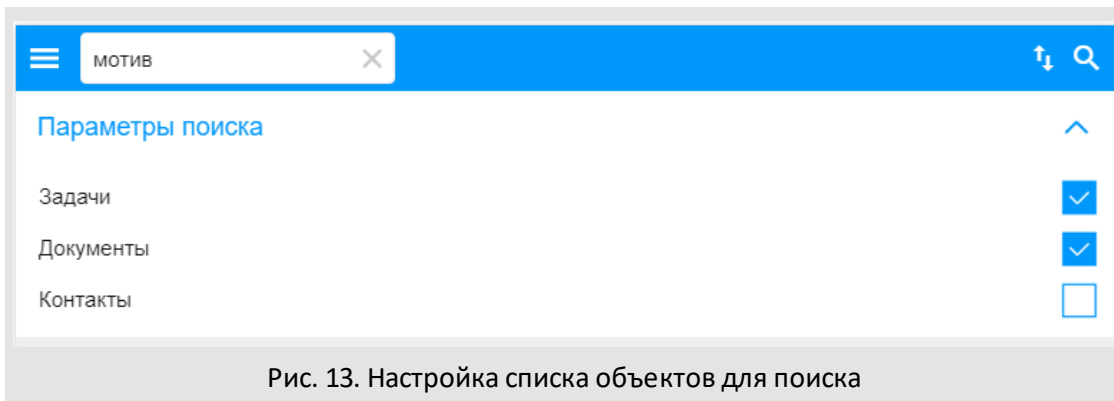 мотив
Параметры поиска
Задачи
Документы
Контакты
Рис. 13. Настройка списка объектов для поиска